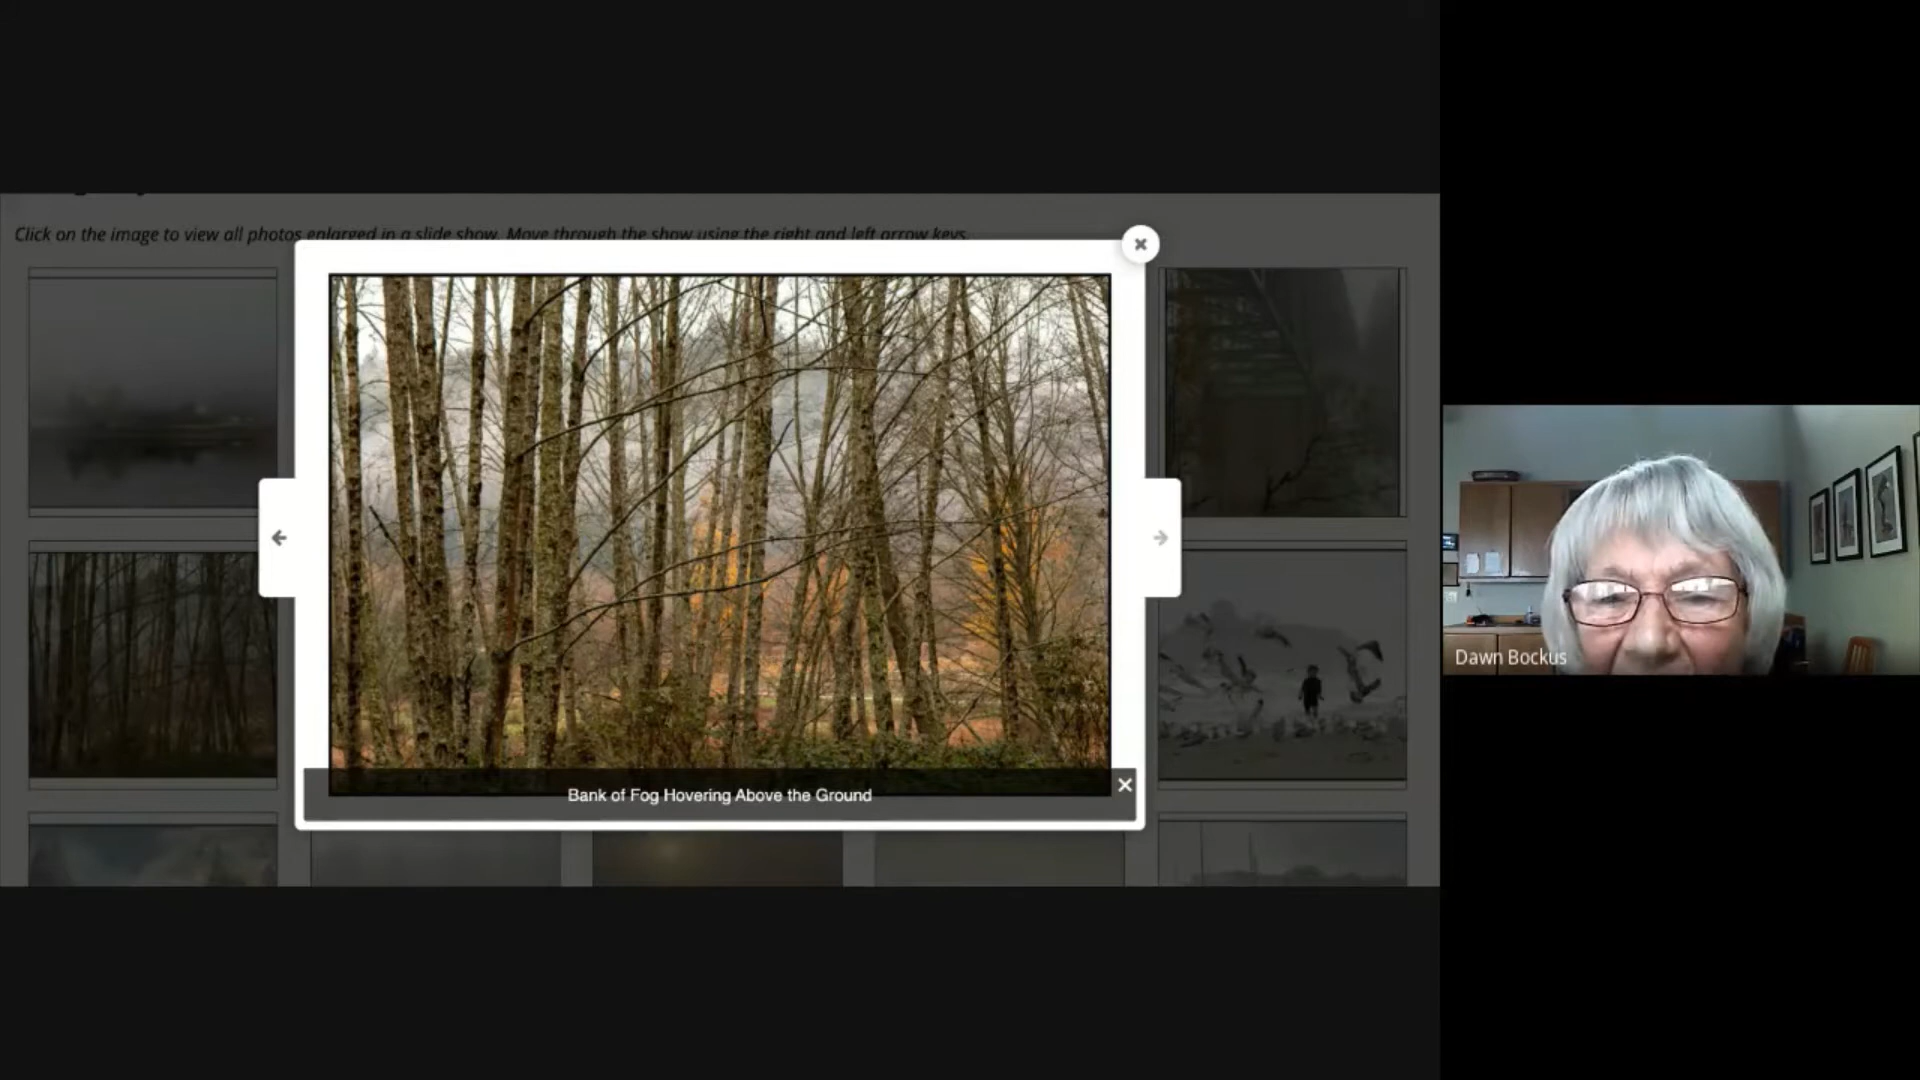 Click on the image to view all photos enlarged in a slide show. Move through the show using the right and left arrow keys.
Bank of Fog Hovering Above the Ground
Dawn Bockus